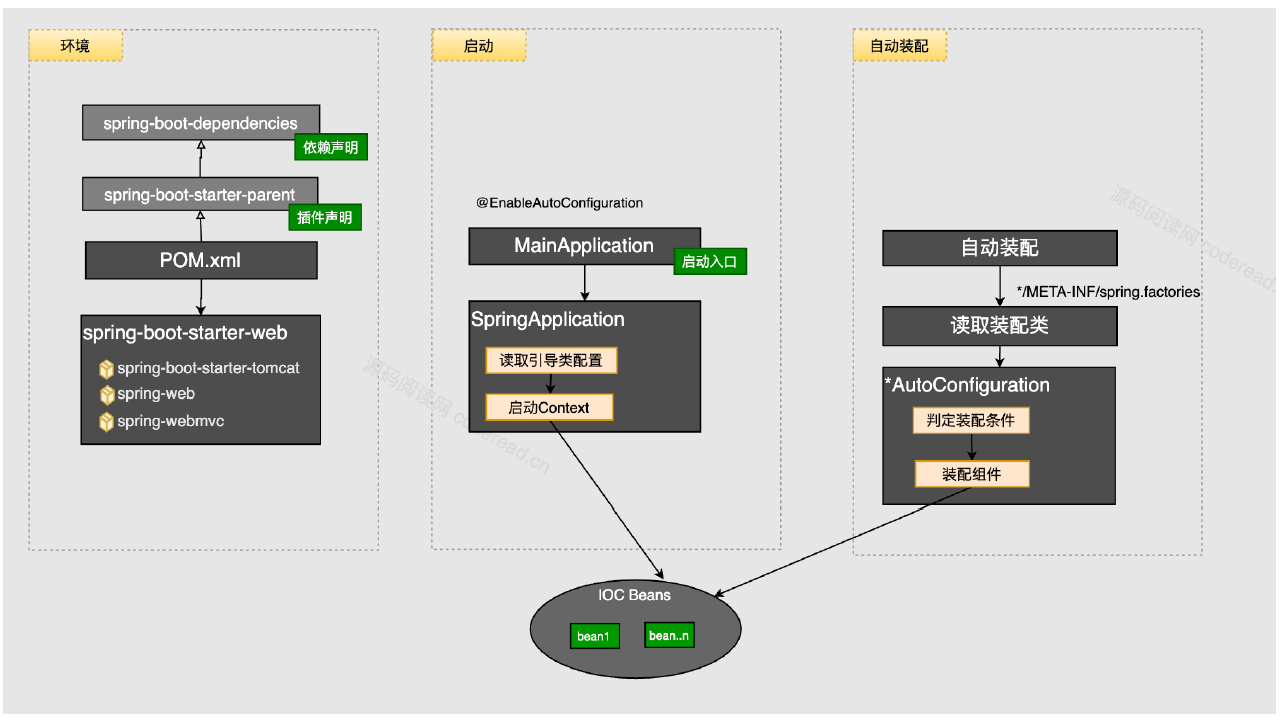 环境
spring-boot-dependencies
依赖声明
spring-boot-starter-parent
插件声明
POM.xml
spring-boot-starter-web
spring-boot-starter-tomcat
spring-web
spring-webmvc
启动
@EnableAutoConfiguration
MainApplication
启动入口
SpringApplication
读取引导类配置
启动Context
自动装配
自动装配
*/META-INF/spring.factories
读取装配类
*AutoConfiguration
判定装配条件
装配组件
IOC Beans
bean1
bean..n
源码阅读网 coderead.cn
源码阅读网 coderead.